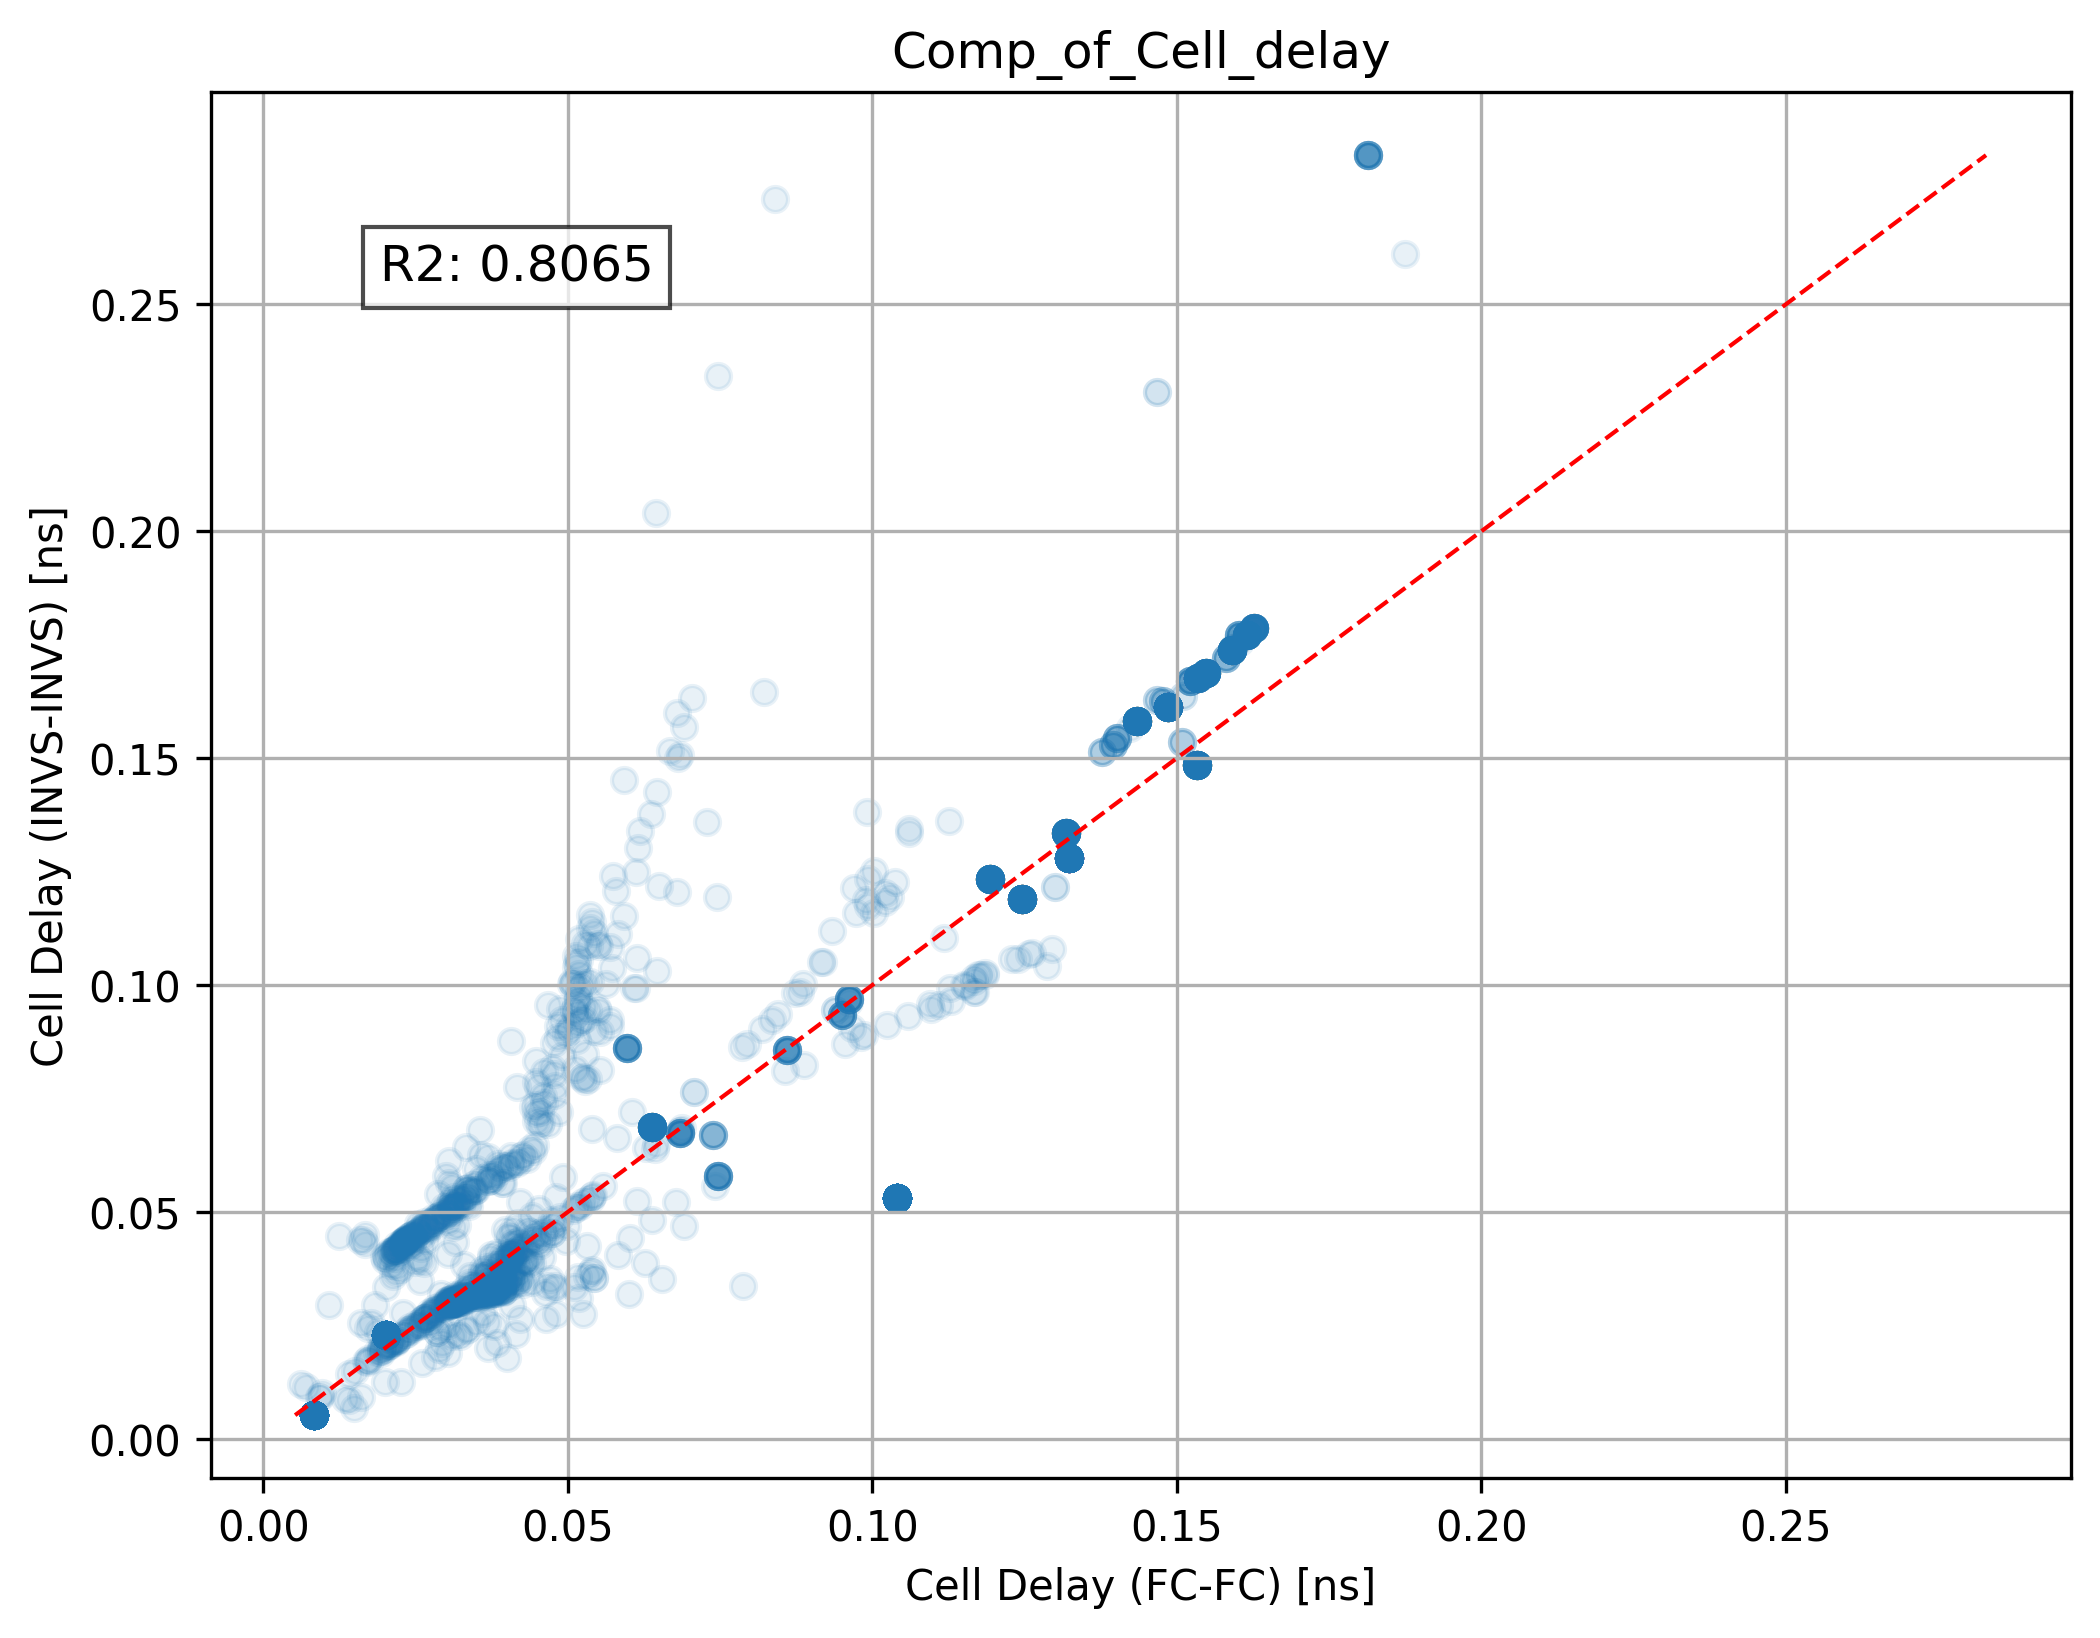 Comp_of_Cell_delay
R2: 0.8065
Cell Delay (INVS-INVS) [ns]
0.25
0.20
0.15
0.10
0.05
0.00
0.00 0.05 0.10 0.15 0.20 0.25
Cell Delay (FC-FC) [ns]